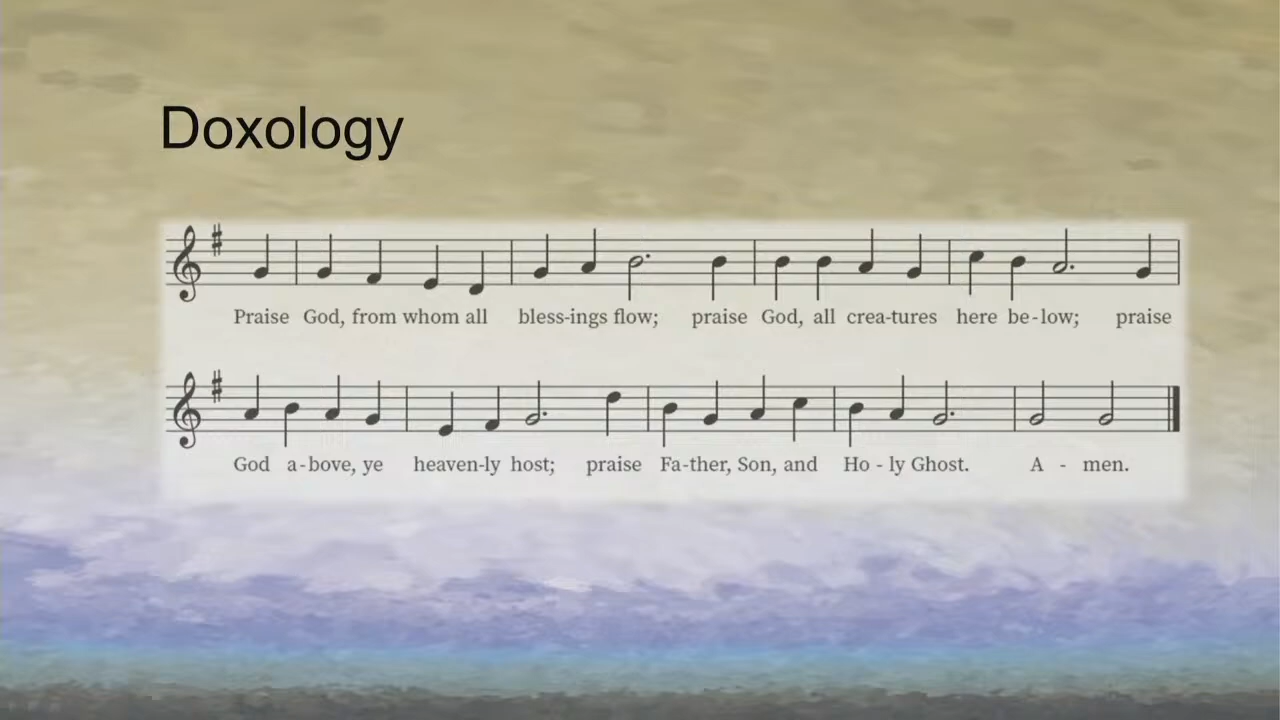 Doxology
Praise God, from whom all bless-ings flow; praise God, all crea-tures here be-low; praise
God a-bove, ye heaven-ly host; praise Fa-ther, Son, and Ho - ly Ghost. A - men.